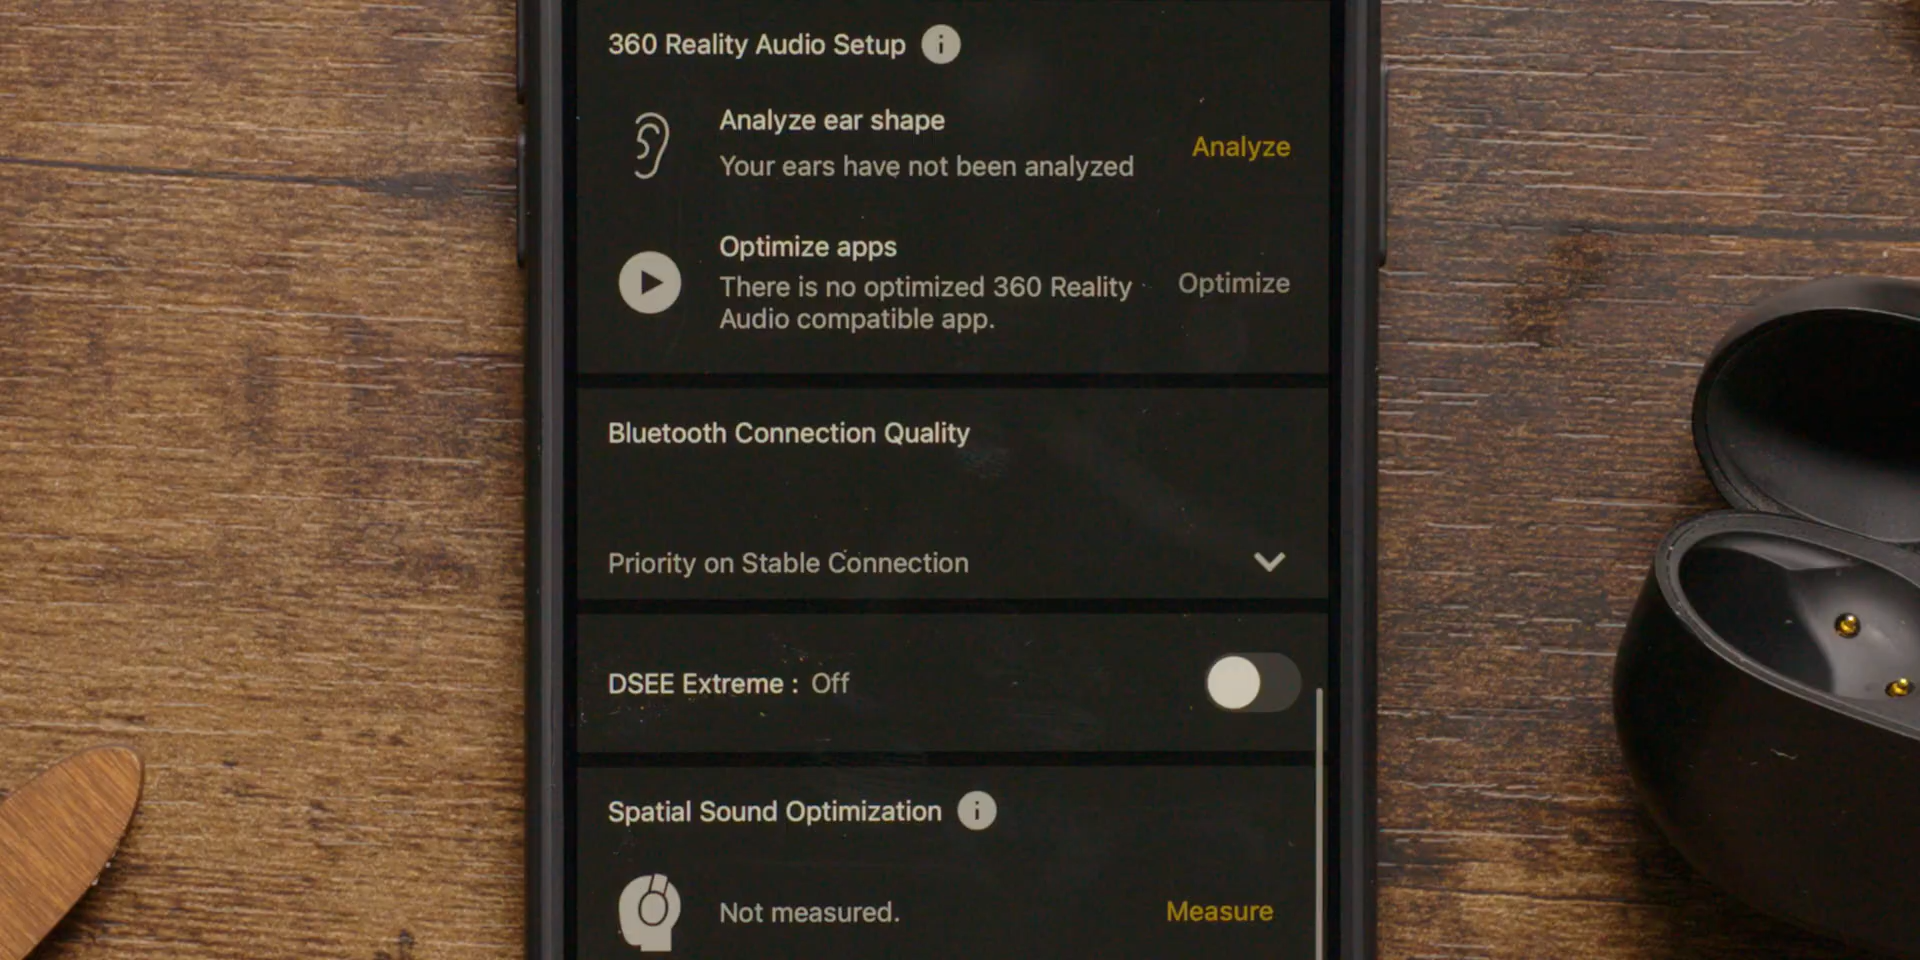 360 Reality Audio Setup
Analyze ear shape
Your ears have not been analyzed
Analyze
Optimize apps
There is no optimized 360 Reality
Audio compatible app.
Optimize
Bluetooth Connection Quality
Priority on Stable Connection
DSEE Extreme : Off
Spatial Sound Optimization
Not measured.
Measure